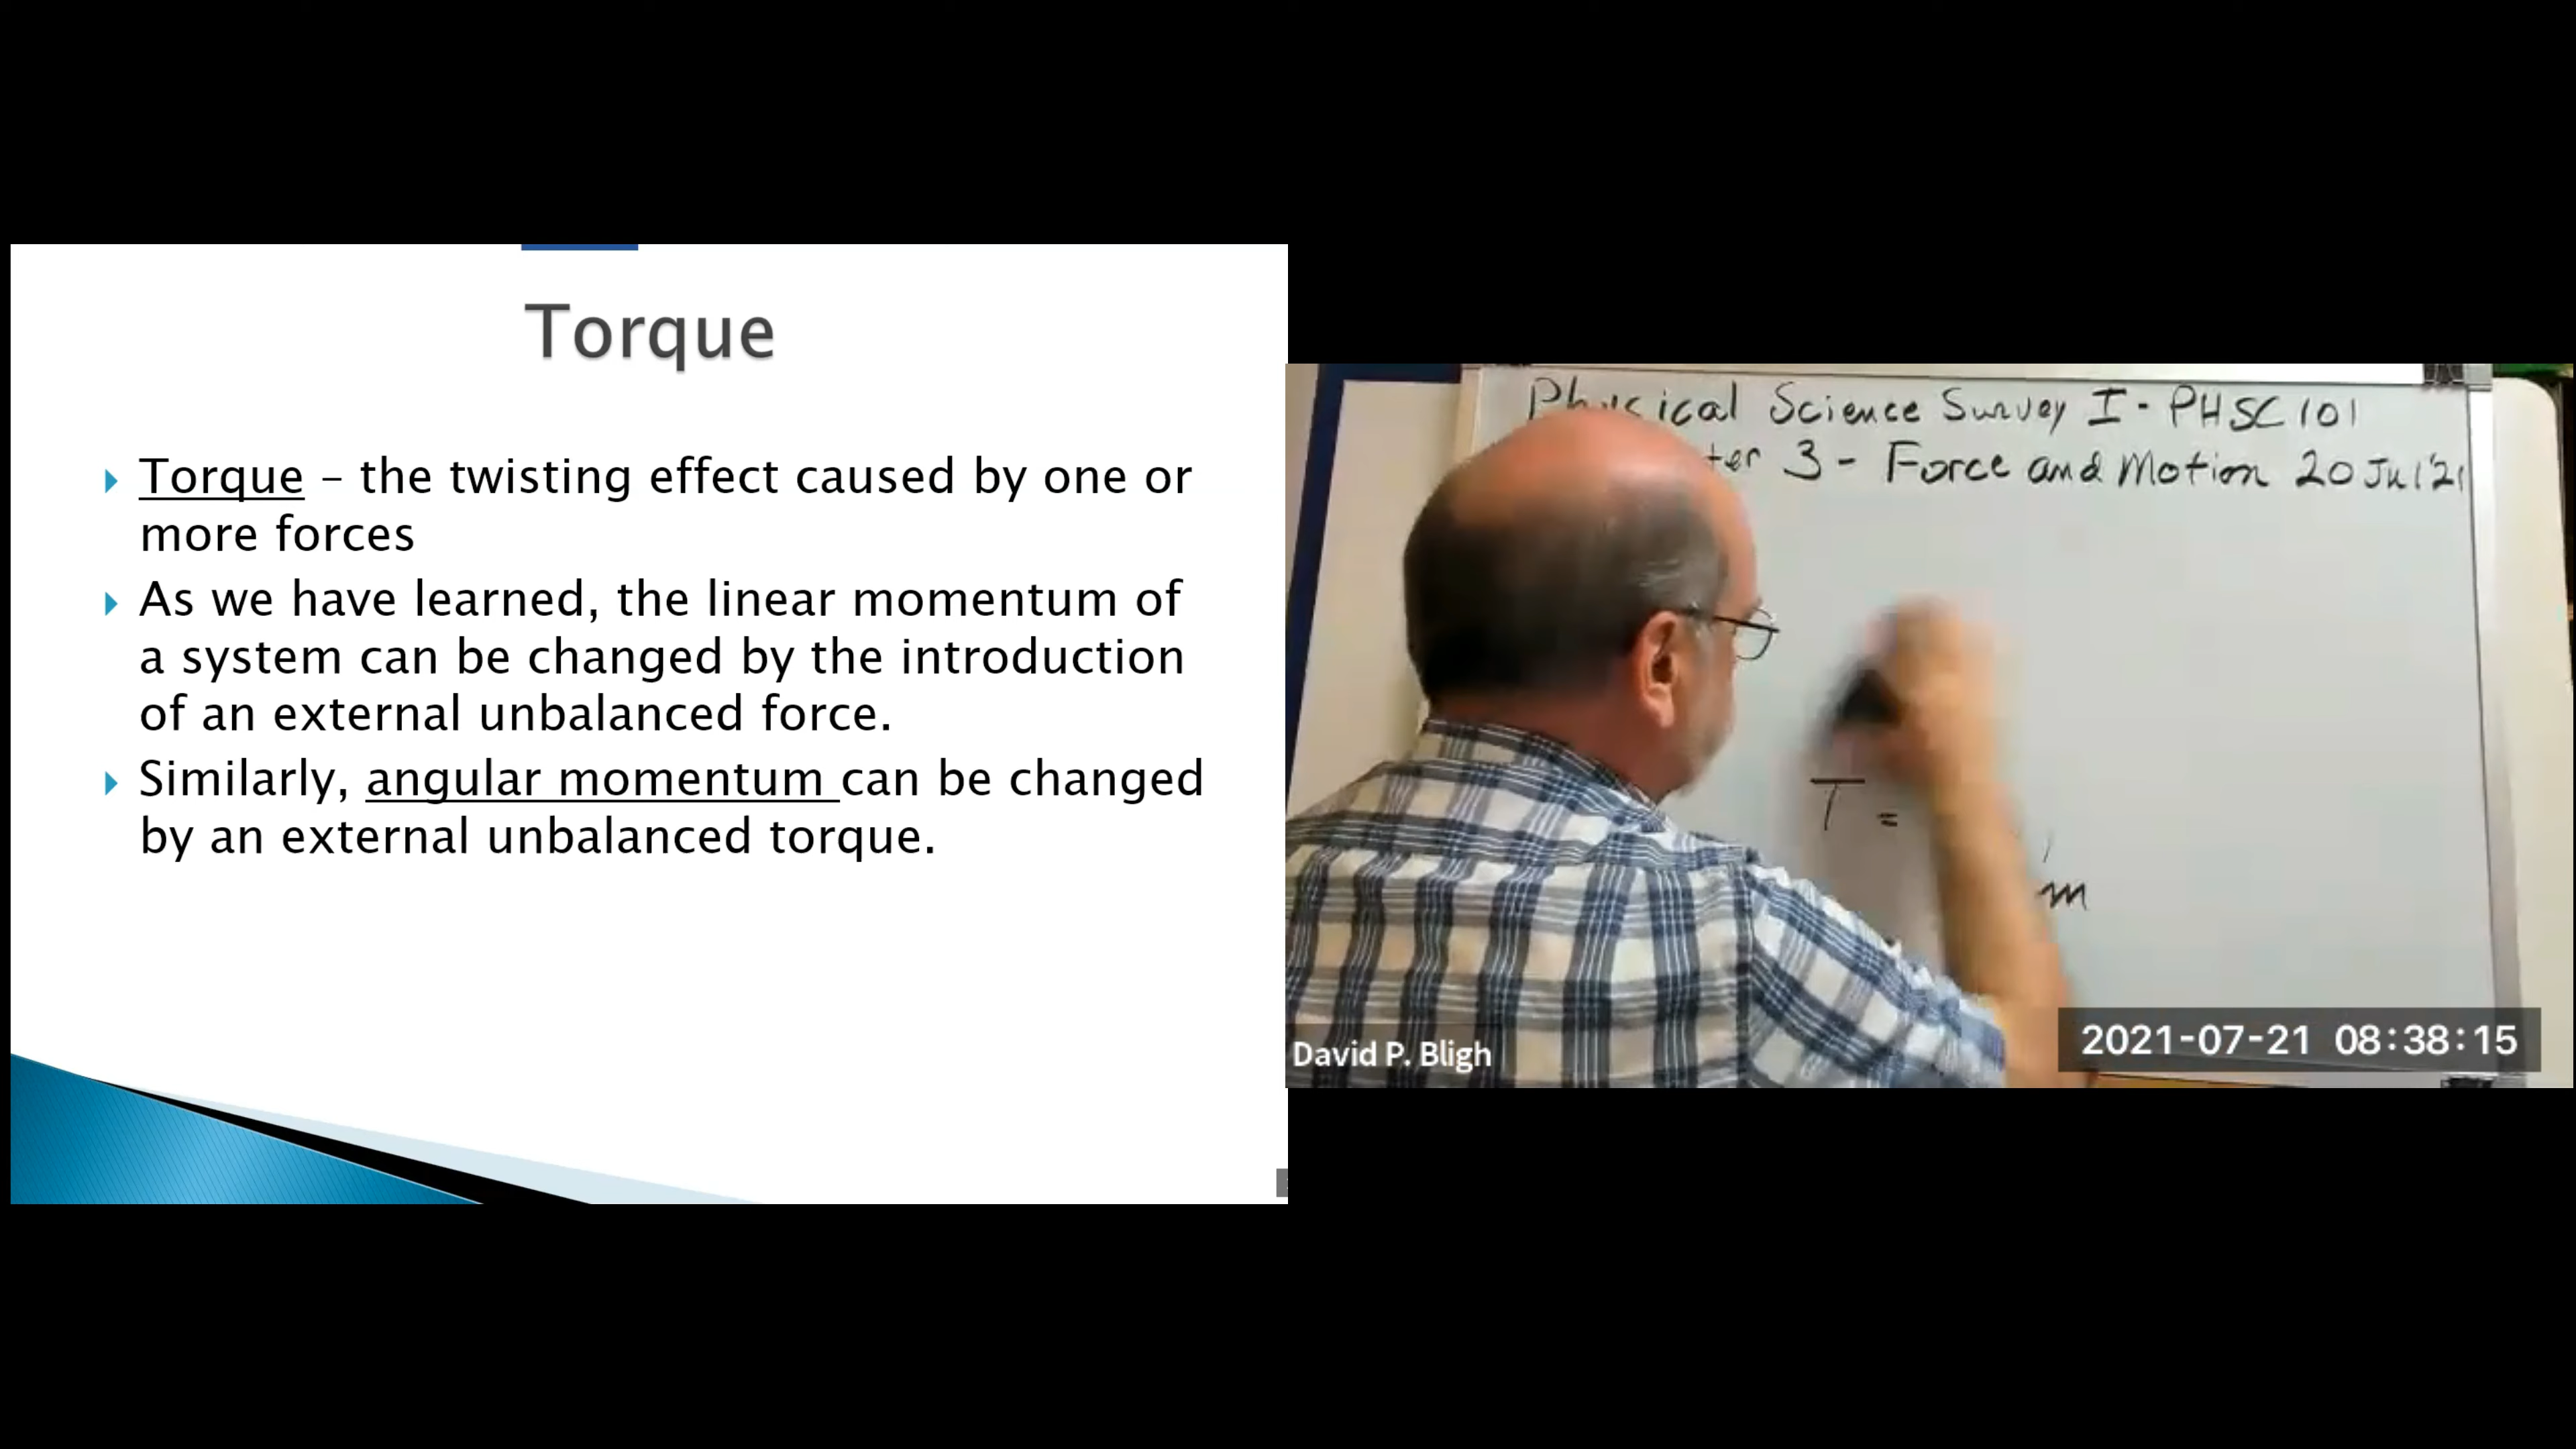 Torque
Torque – the twisting effect caused by one or
more forces
As we have learned, the linear momentum of
a system can be changed by the introduction
of an external unbalanced force.
Similarly, angular momentum can be changed
by an external unbalanced torque.
Physical Science Survey I - PHSC 101
ter 3 - Force and Motion 20 Jul '21
T =
m
David P. Bligh
2021-07-21 08:38:15